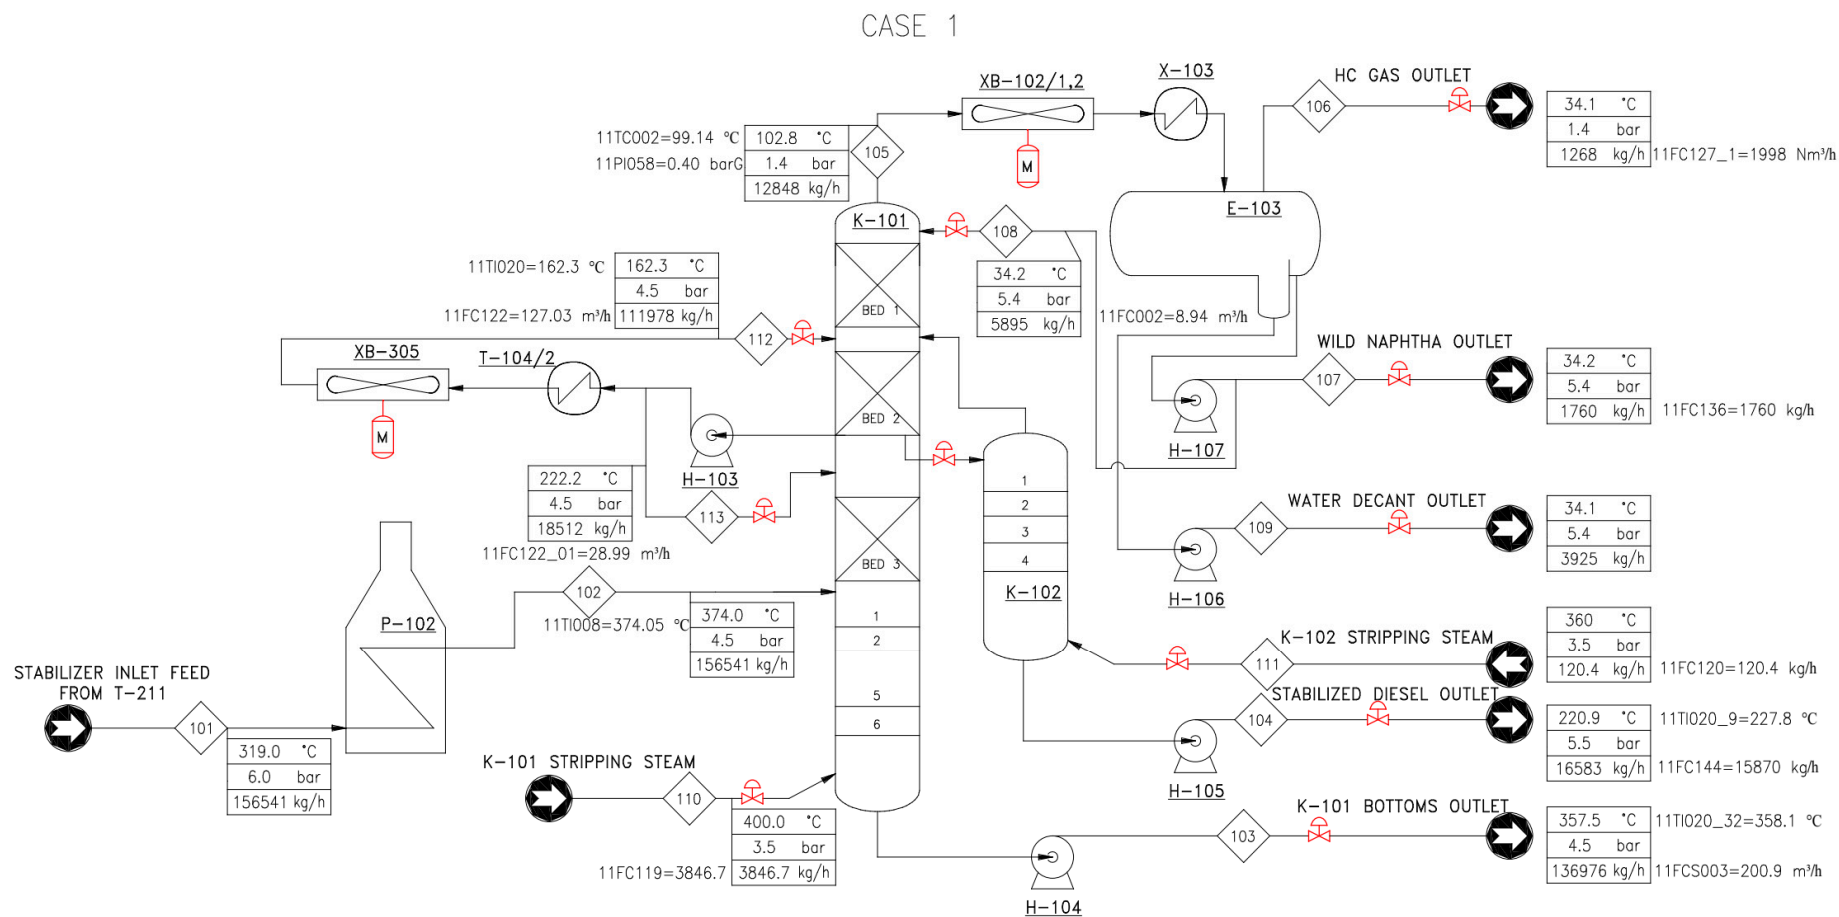 CASE 1
XB-102/1,2
X-103
HC GAS OUTLET
106
34.1 °C
1.4 bar
1268 kg/h
11FC127_1=1998 Nm³/h
11TC002=99.14 °C
11PI058=0.40 barG
102.8 °C
1.4 bar
12848 kg/h
105
M
E-103
K-101
108
34.2 °C
5.4 bar
5895 kg/h
11FC002=8.94 m³/h
11TI020=162.3 °C
11FC122=127.03 m³/h
162.3 °C
4.5 bar
111978 kg/h
BED 1
112
XB-305
T-104/2
M
BED 2
H-103
WILD NAPHTHA OUTLET
107
34.2 °C
5.4 bar
1760 kg/h
11FC136=1760 kg/h
H-107
222.2 °C
4.5 bar
18512 kg/h
11FC122_01=28.99 m³/h
113
1
2
3
4
K-102
WATER DECANT OUTLET
109
34.1 °C
5.4 bar
3925 kg/h
H-106
BED 3
P-102
102
11TI008=374.05 °C
374.0 °C
4.5 bar
156541 kg/h
1
2
5
6
K-102 STRIPPING STEAM
111
360 °C
3.5 bar
120.4 kg/h
11FC120=120.4 kg/h
STABILIZER INLET FEED
FROM T-211
101
319.0 °C
6.0 bar
156541 kg/h
STABILIZED DIESEL OUTLET
104
220.9 °C
5.5 bar
16583 kg/h
11TI020_9=227.8 °C
11FC144=15870 kg/h
H-105
K-101 STRIPPING STEAM
110
400.0 °C
3.5 bar
3846.7 kg/h
11FC119=3846.7
K-101 BOTTOMS OUTLET
103
357.5 °C
4.5 bar
136976 kg/h
11TI020_32=358.1 °C
11FCS003=200.9 m³/h
H-104